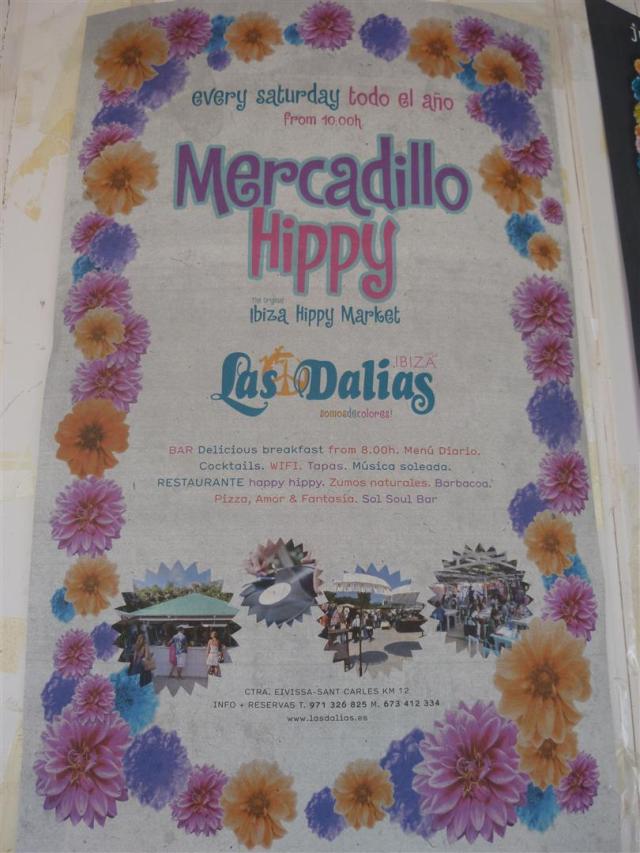 every saturday todo el año
from 10.00h
Mercadillo
Hippy
The Original
Ibiza Hippy Market
Las Dalias IBIZA
somosdecolores!
BAR Delicious breakfast from 8.00h. Menú Diario.
Cocktails. WIFI. Tapas. Música soleada.
RESTAURANTE happy hippy. Zumos naturales. Barbacoa.
Pizza, Amor & Fantasía. Sol Soul Bar
CTRA. EIVISSA-SANT CARLES KM 12
INFO + RESERVAS T. 971 326 825 M. 673 412 334
www.lasdalias.es